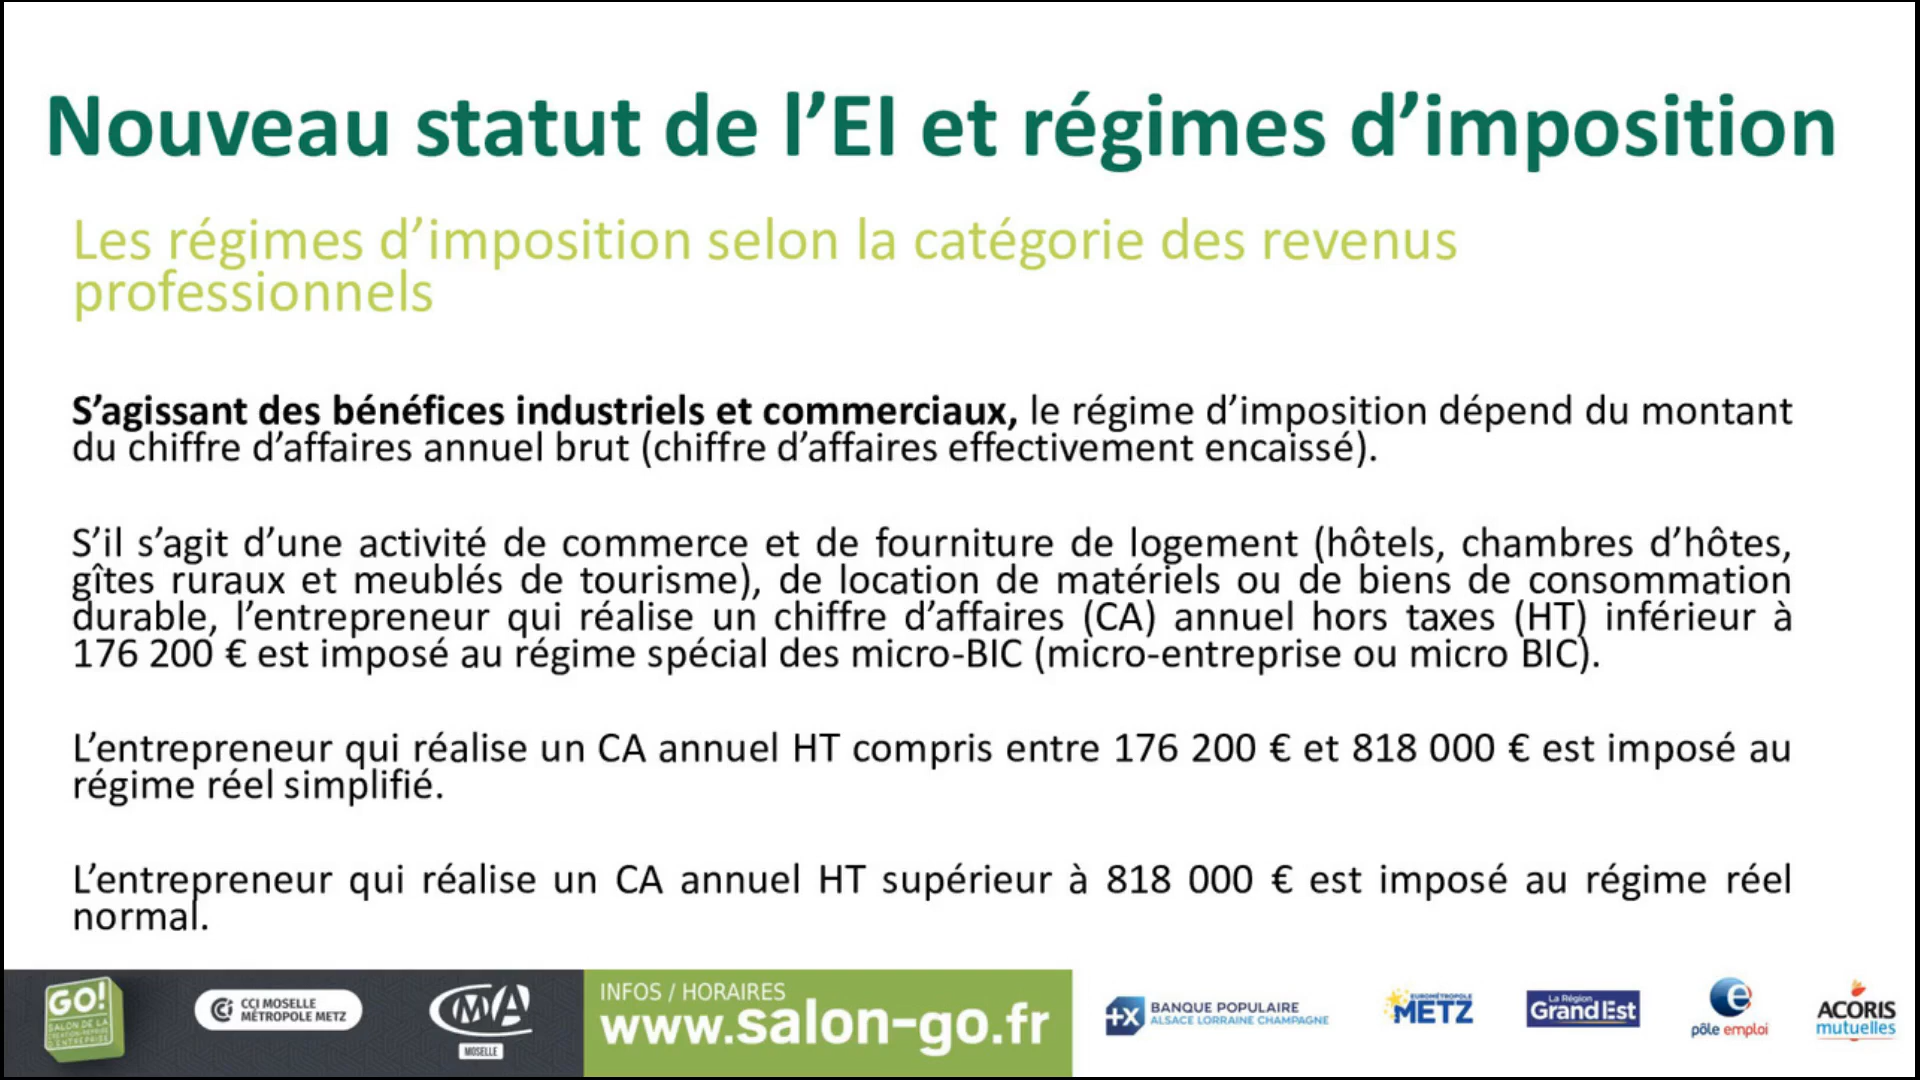 Nouveau statut de l’EI et régimes d’imposition
Les régimes d’imposition selon la catégorie des revenus
professionnels
S’agissant des bénéfices industriels et commerciaux, le régime d’imposition dépend du montant
du chiffre d’affaires annuel brut (chiffre d’affaires effectivement encaissé).
S’il s’agit d’une activité de commerce et de fourniture de logement (hôtels, chambres d’hôtes,
gîtes ruraux et meublés de tourisme), de location de matériels ou de biens de consommation
durable, l’entrepreneur qui réalise un chiffre d’affaires (CA) annuel hors taxes (HT) inférieur à
176 200 € est imposé au régime spécial des micro-BIC (micro-entreprise ou micro BIC).
L’entrepreneur qui réalise un CA annuel HT compris entre 176 200 € et 818 000 € est imposé au
régime réel simplifié.
L’entrepreneur qui réalise un CA annuel HT supérieur à 818 000 € est imposé au régime réel
normal.
GO!
SALON DE LA
CRÉATION-REPRISE
D'ENTREPRISE
CCI MOSELLE
MÉTROPOLE METZ
CMA
MOSELLE
INFOS / HORAIRES
www.salon-go.fr
+X
BANQUE POPULAIRE
ALSACE LORRAINE CHAMPAGNE
EUROMÉTROPOLE
METZ
La Région
Grand Est
pôle emploi
ACORIS
mutuelles